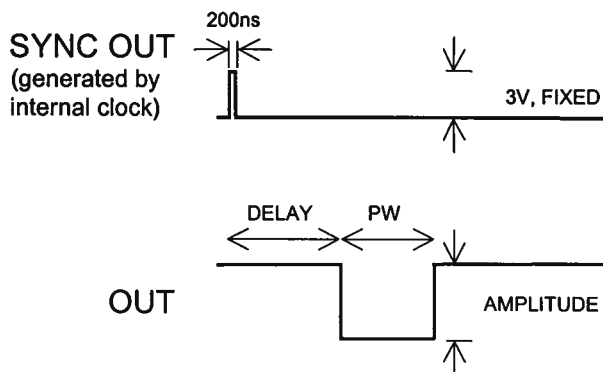 200ns
SYNC OUT
(generated by
internal clock)
3V, FIXED
DELAY
PW
OUT
AMPLITUDE